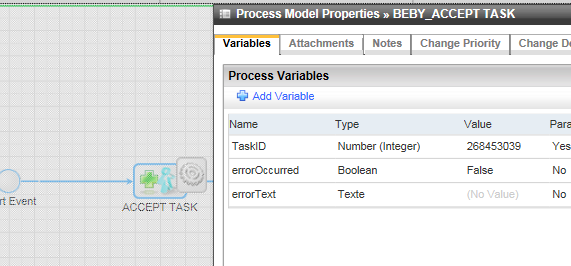 Process Model Properties » BEBY_ACCEPT TASK
Variables Attachments Notes Change Priority Change De
Process Variables
Add Variable
Name Type Value Para
TaskID Number (Integer) 268453039 Yes
errorOccurred Boolean False No
errorText Texte (No Value) No
rt Event
ACCEPT TASK